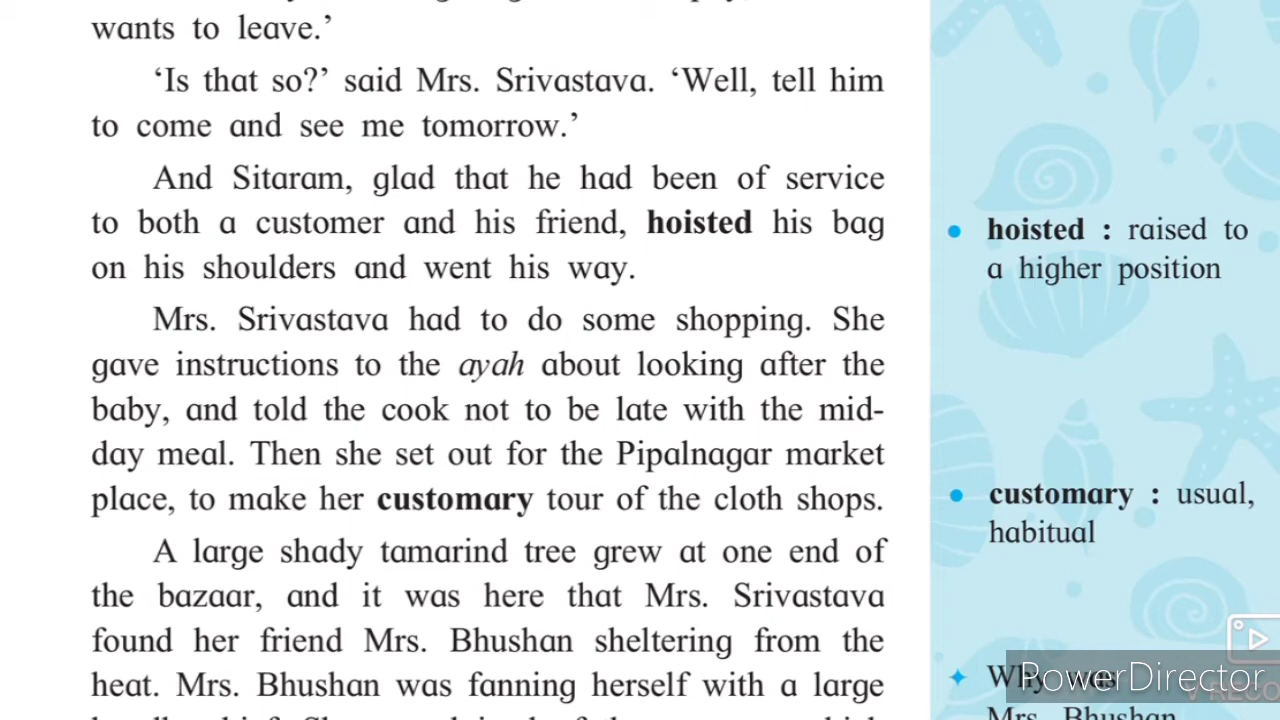 wants to leave.’
‘Is that so?’ said Mrs. Srivastava. ‘Well, tell him
to come and see me tomorrow.’
And Sitaram, glad that he had been of service
to both a customer and his friend, hoisted his bag
on his shoulders and went his way.
Mrs. Srivastava had to do some shopping. She
gave instructions to the ayah about looking after the
baby, and told the cook not to be late with the mid-
day meal. Then she set out for the Pipalnagar market
place, to make her customary tour of the cloth shops.
A large shady tamarind tree grew at one end of
the bazaar, and it was here that Mrs. Srivastava
found her friend Mrs. Bhushan sheltering from the
heat. Mrs. Bhushan was fanning herself with a large
• hoisted : raised to
a higher position
• customary : usual,
habitual
Why
Mrs. Bhushan
PowerDirector